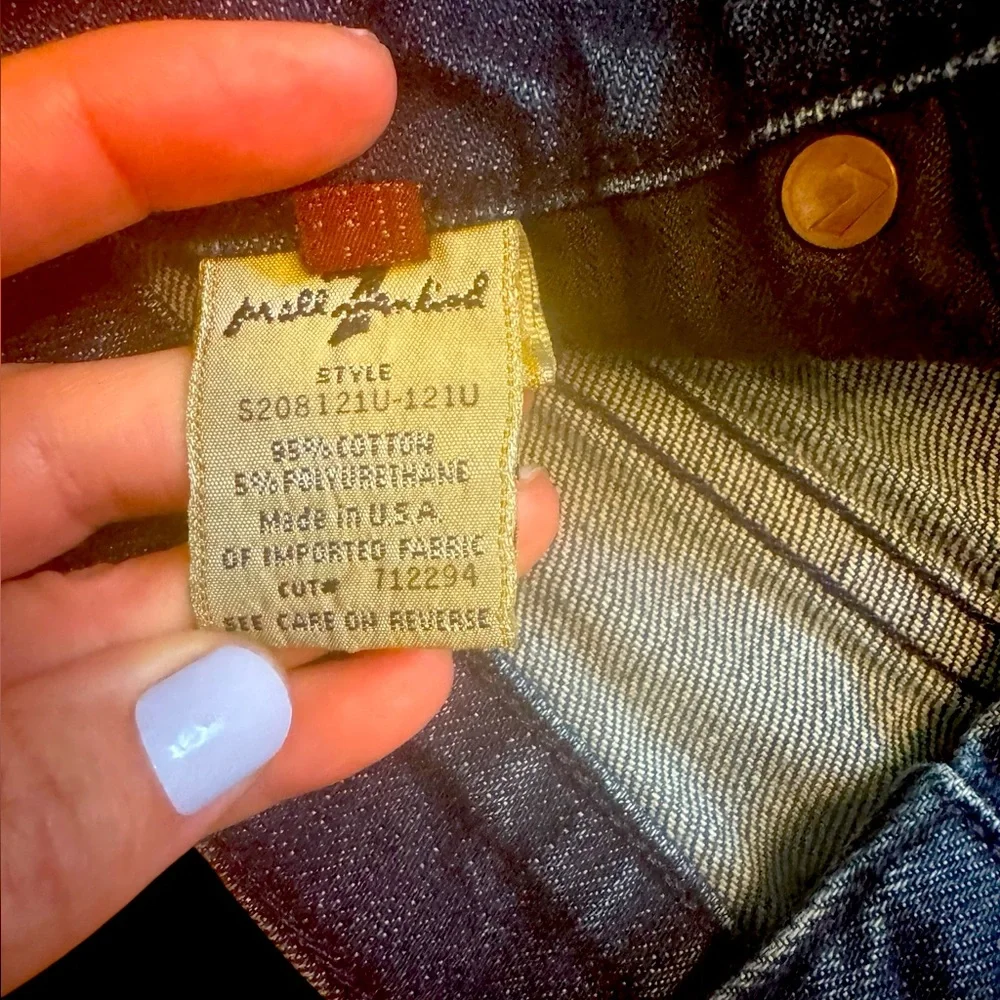 for all 7 mankind
STYLE
S208121U-121U
95% COTTON
5% POLYURETHANE
Made in U.S.A.
OF IMPORTED FABRIC
CUT# 712294
SEE CARE ON REVERSE
7